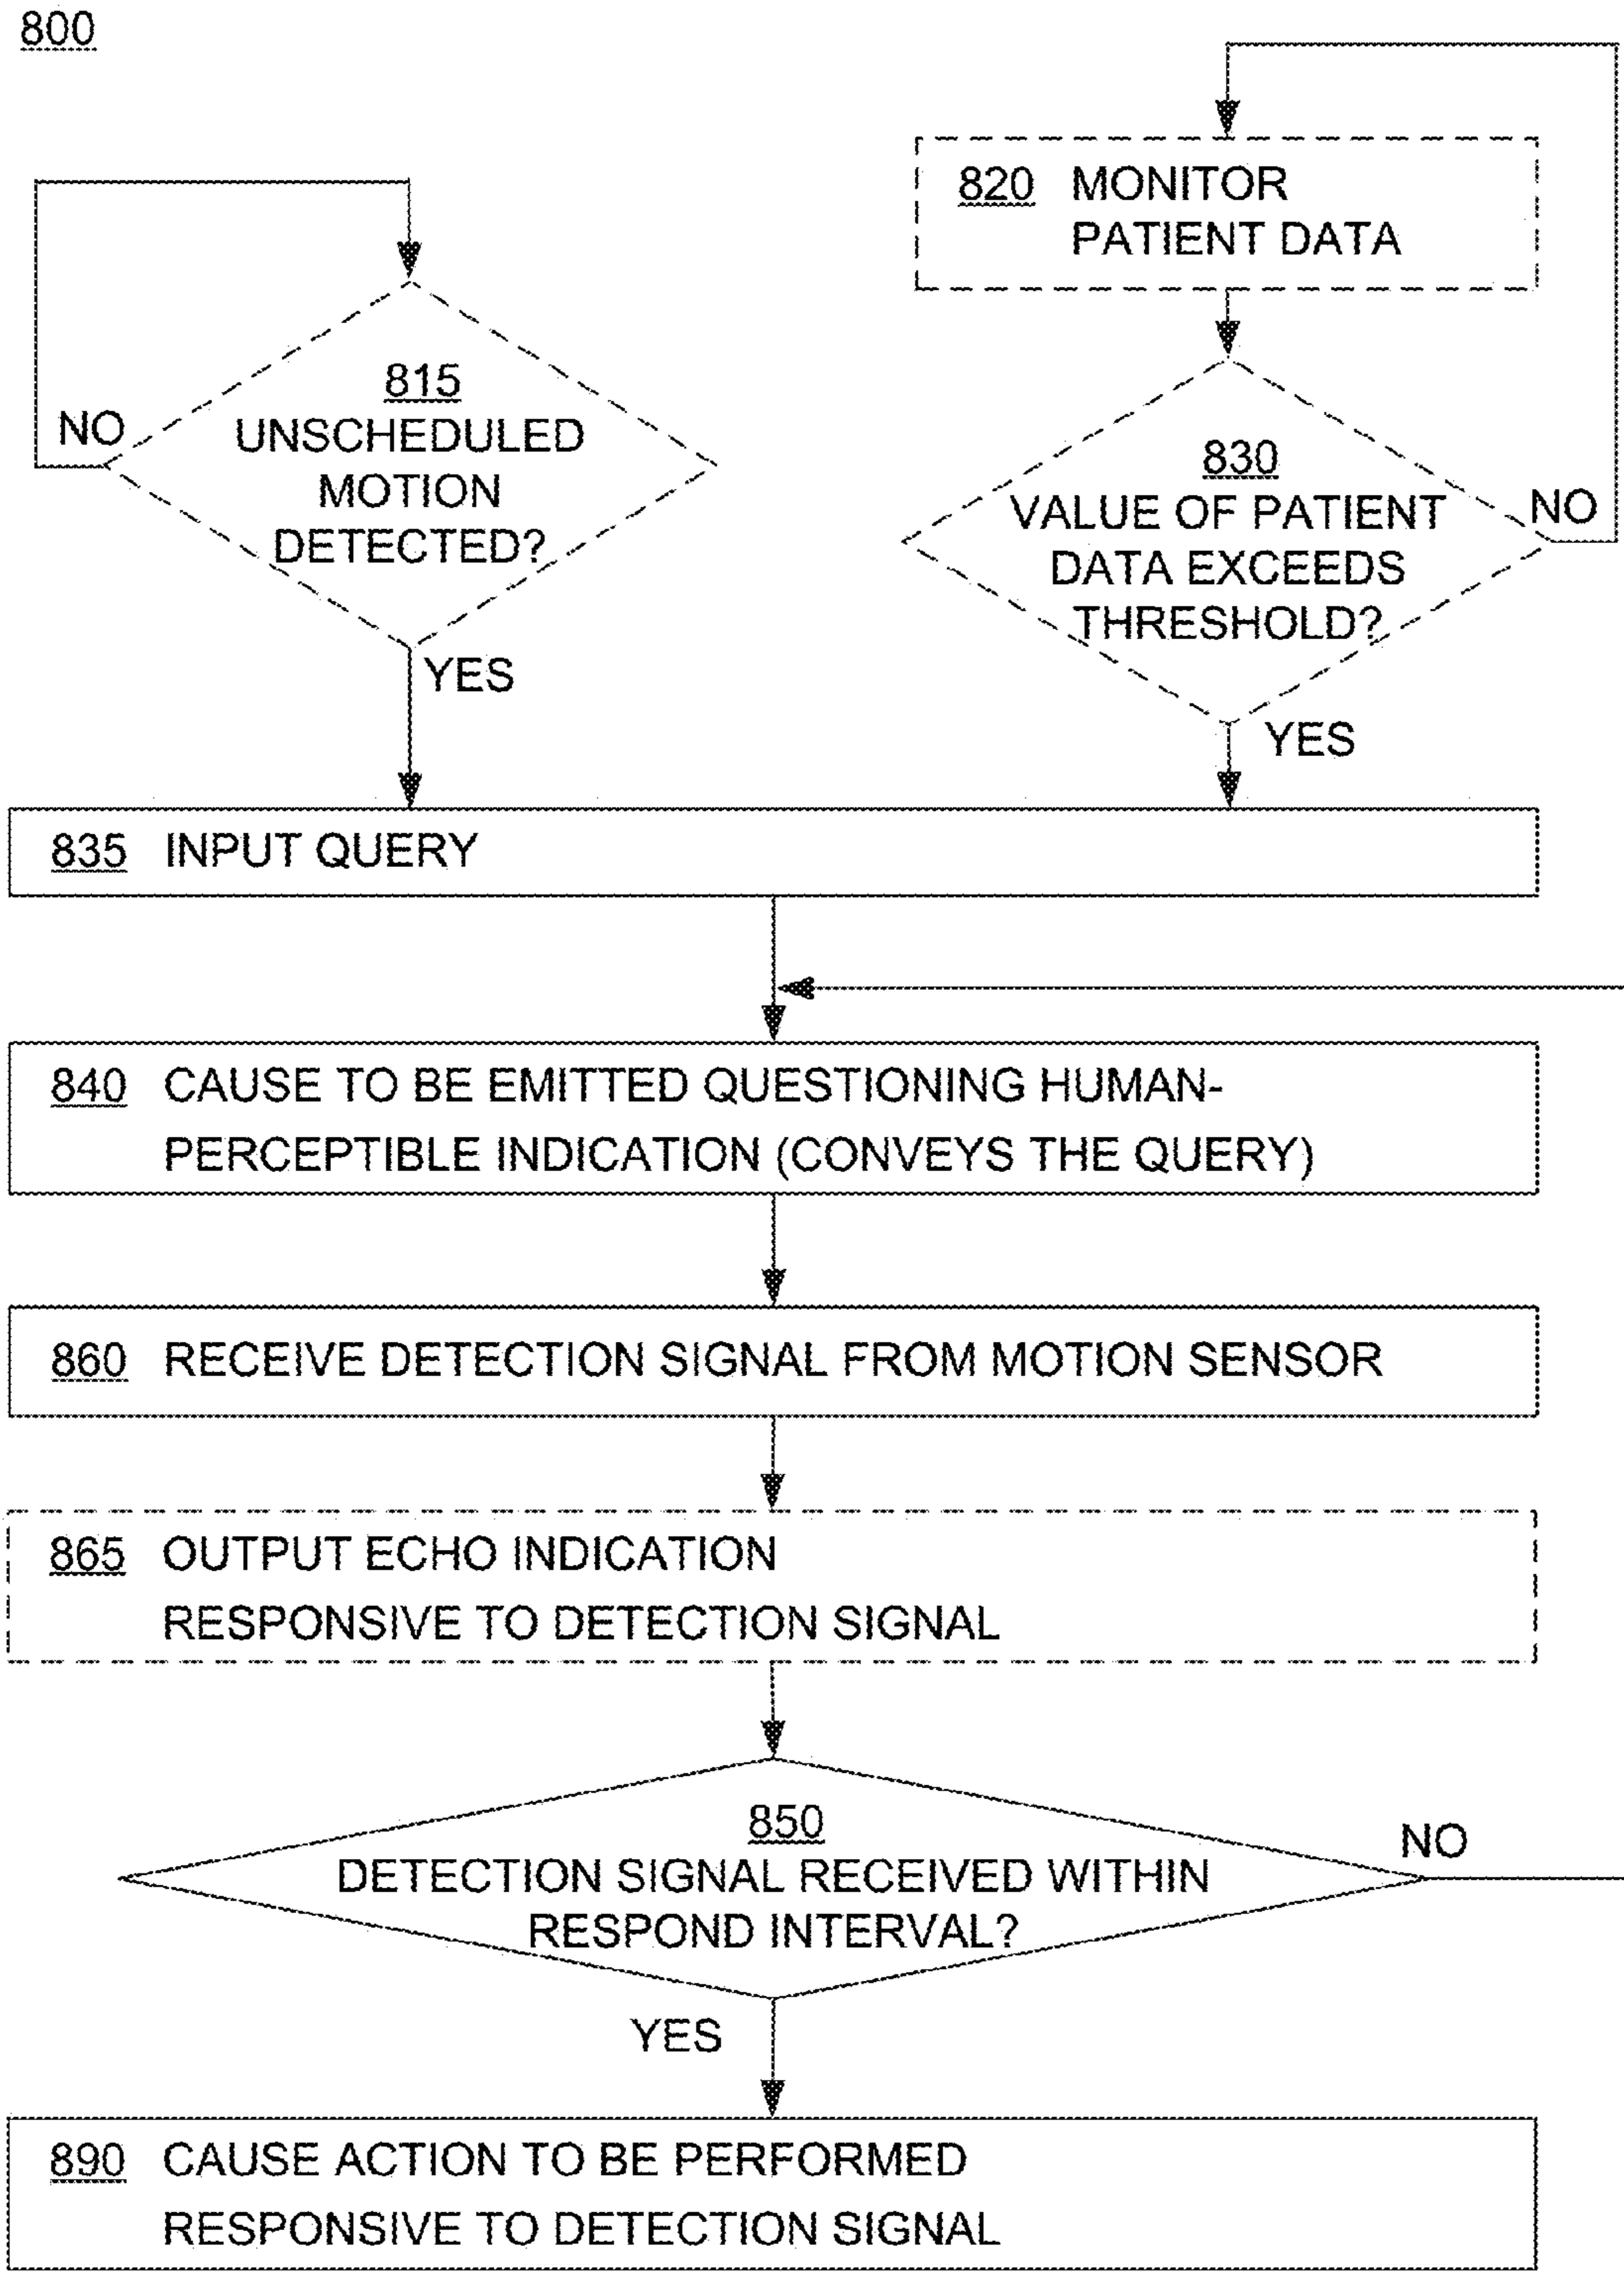 800
820 MONITOR
PATIENT DATA
815
NO
UNSCHEDULED
MOTION
DETECTED?
YES
830
VALUE OF PATIENT
NO
DATA EXCEEDS
THRESHOLD?
YES
835 INPUT QUERY
840 CAUSE TO BE EMITTED QUESTIONING HUMAN-
PERCEPTIBLE INDICATION (CONVEYS THE QUERY)
860 RECEIVE DETECTION SIGNAL FROM MOTION SENSOR
865 OUTPUT ECHO INDICATION
RESPONSIVE TO DETECTION SIGNAL
850
NO
DETECTION SIGNAL RECEIVED WITHIN
RESPOND INTERVAL?
YES
890 CAUSE ACTION TO BE PERFORMED
RESPONSIVE TO DETECTION SIGNAL